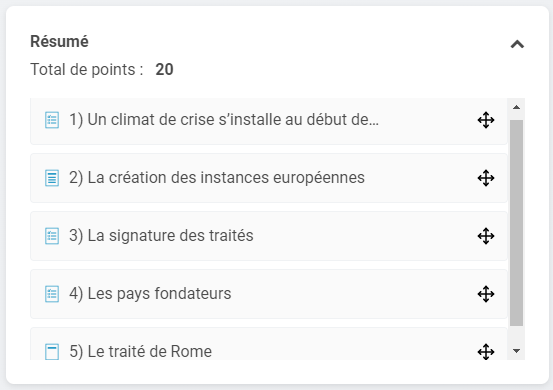 Résumé
Total de points : 20
1) Un climat de crise s’installe au début de…
2) La création des instances européennes
3) La signature des traités
4) Les pays fondateurs
5) Le traité de Rome